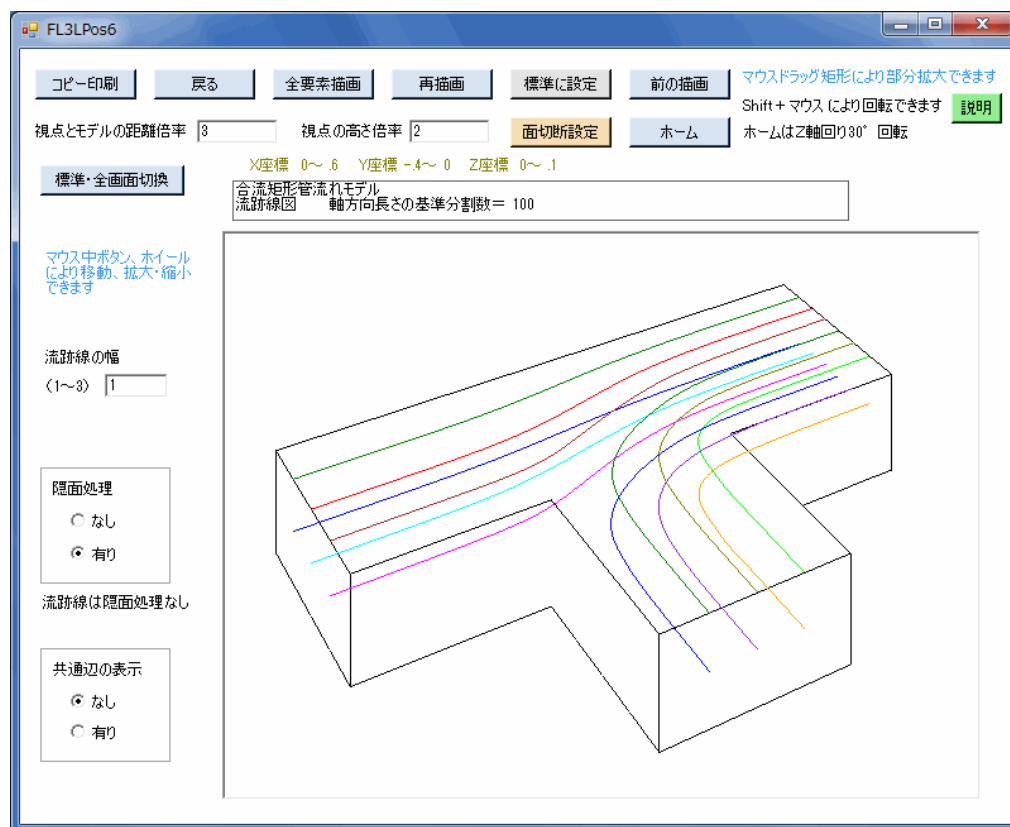 FL3LPos6
コピー印刷 戻る 全要素描画 再描画 標準に設定 前の描画
マウスドラッグ矩形により部分拡大できます
Shift+マウス により回転できます 説明
視点とモデルの距離倍率 3 視点の高さ倍率 2 面切断設定 ホーム ホームはZ軸回り30° 回転
X座標 0～ .6 Y座標 -.4～ 0 Z座標 0～ .1
標準・全画面切換
合流矩形管流れモデル
流跡線図 軸方向長さの基準分割数＝ 100
マウス中ボタン、ホイール
により移動、拡大・縮小
できます
流跡線の幅
（1～3） 1
隠面処理
なし
有り
流跡線は隠面処理なし
共通辺の表示
なし
有り